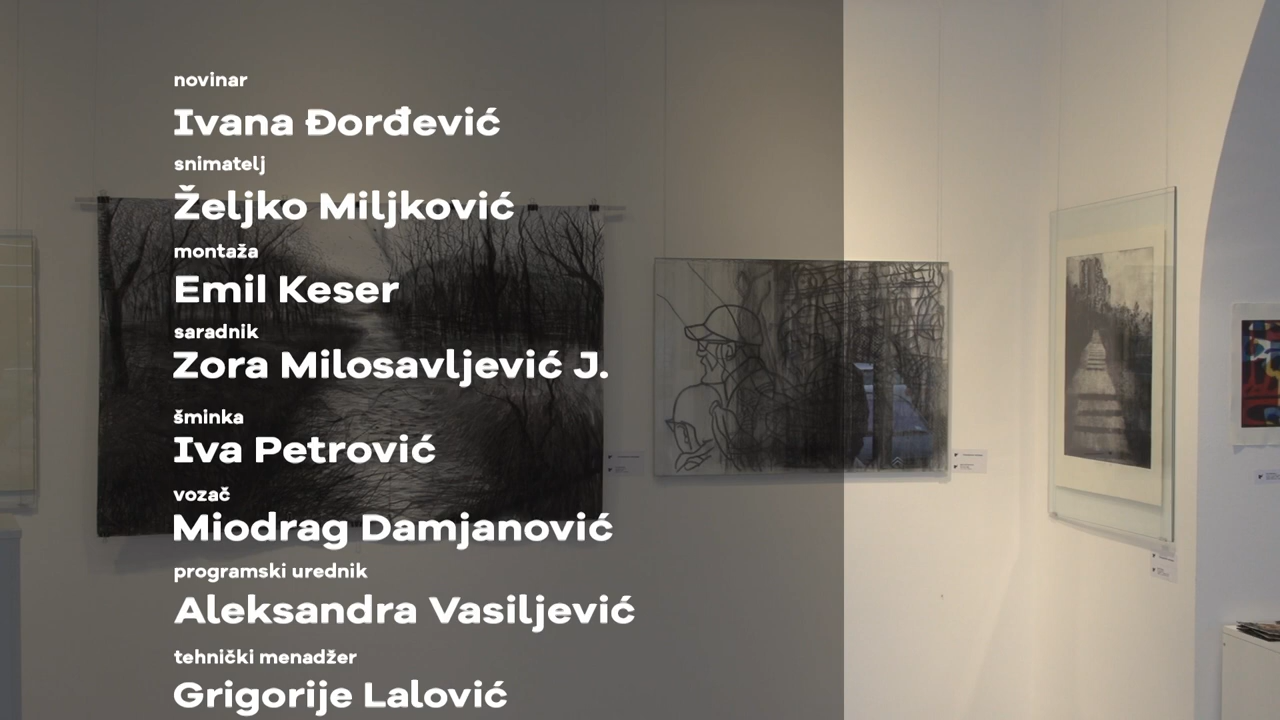 novinar
Ivana Đorđević
snimatelj
Željko Miljković
montaža
Emil Keser
saradnik
Zora Milosavljević J.
šminka
Iva Petrović
vozač
Miodrag Damjanović
programski urednik
Aleksandra Vasiljević
tehnički menadžer
Grigorije Lalović